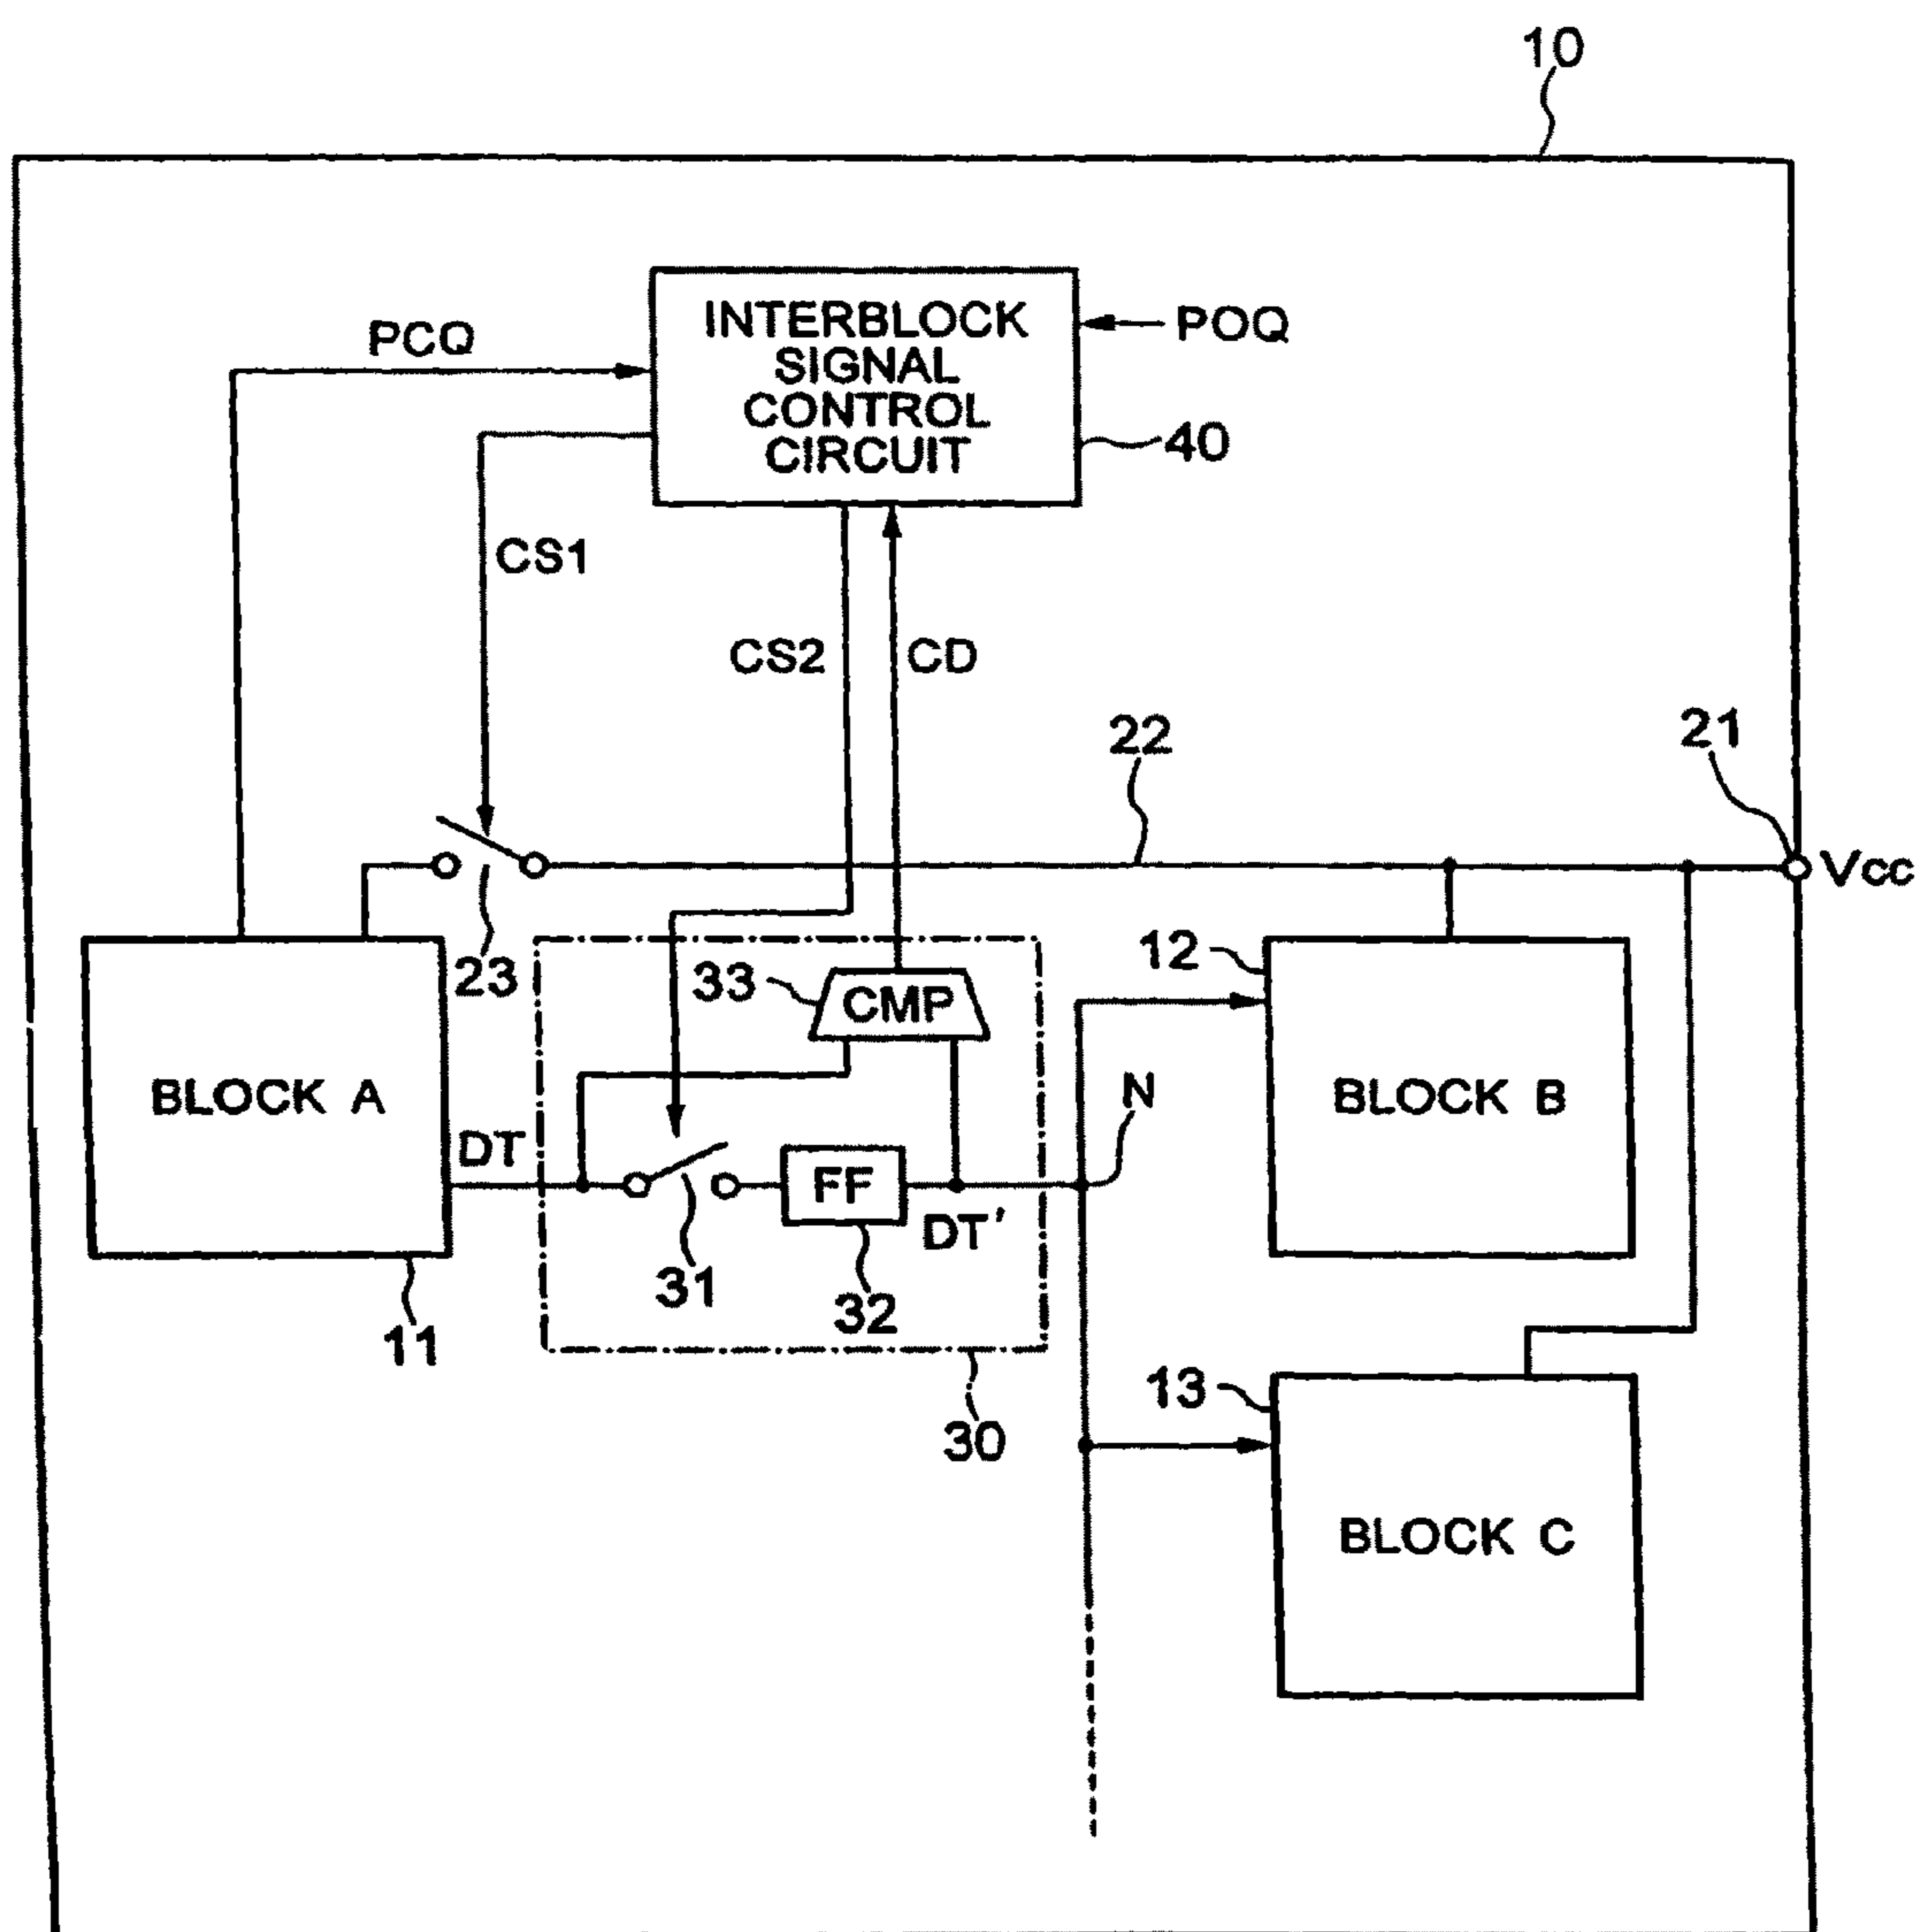 10
INTERBLOCK
SIGNAL
CONTROL
CIRCUIT
PCQ
POQ
40
CS1
CS2
CD
22
21
Vcc
23
33
CMP
12
BLOCK A
BLOCK B
N
DT
FF
DT'
31
32
11
30
13
BLOCK C